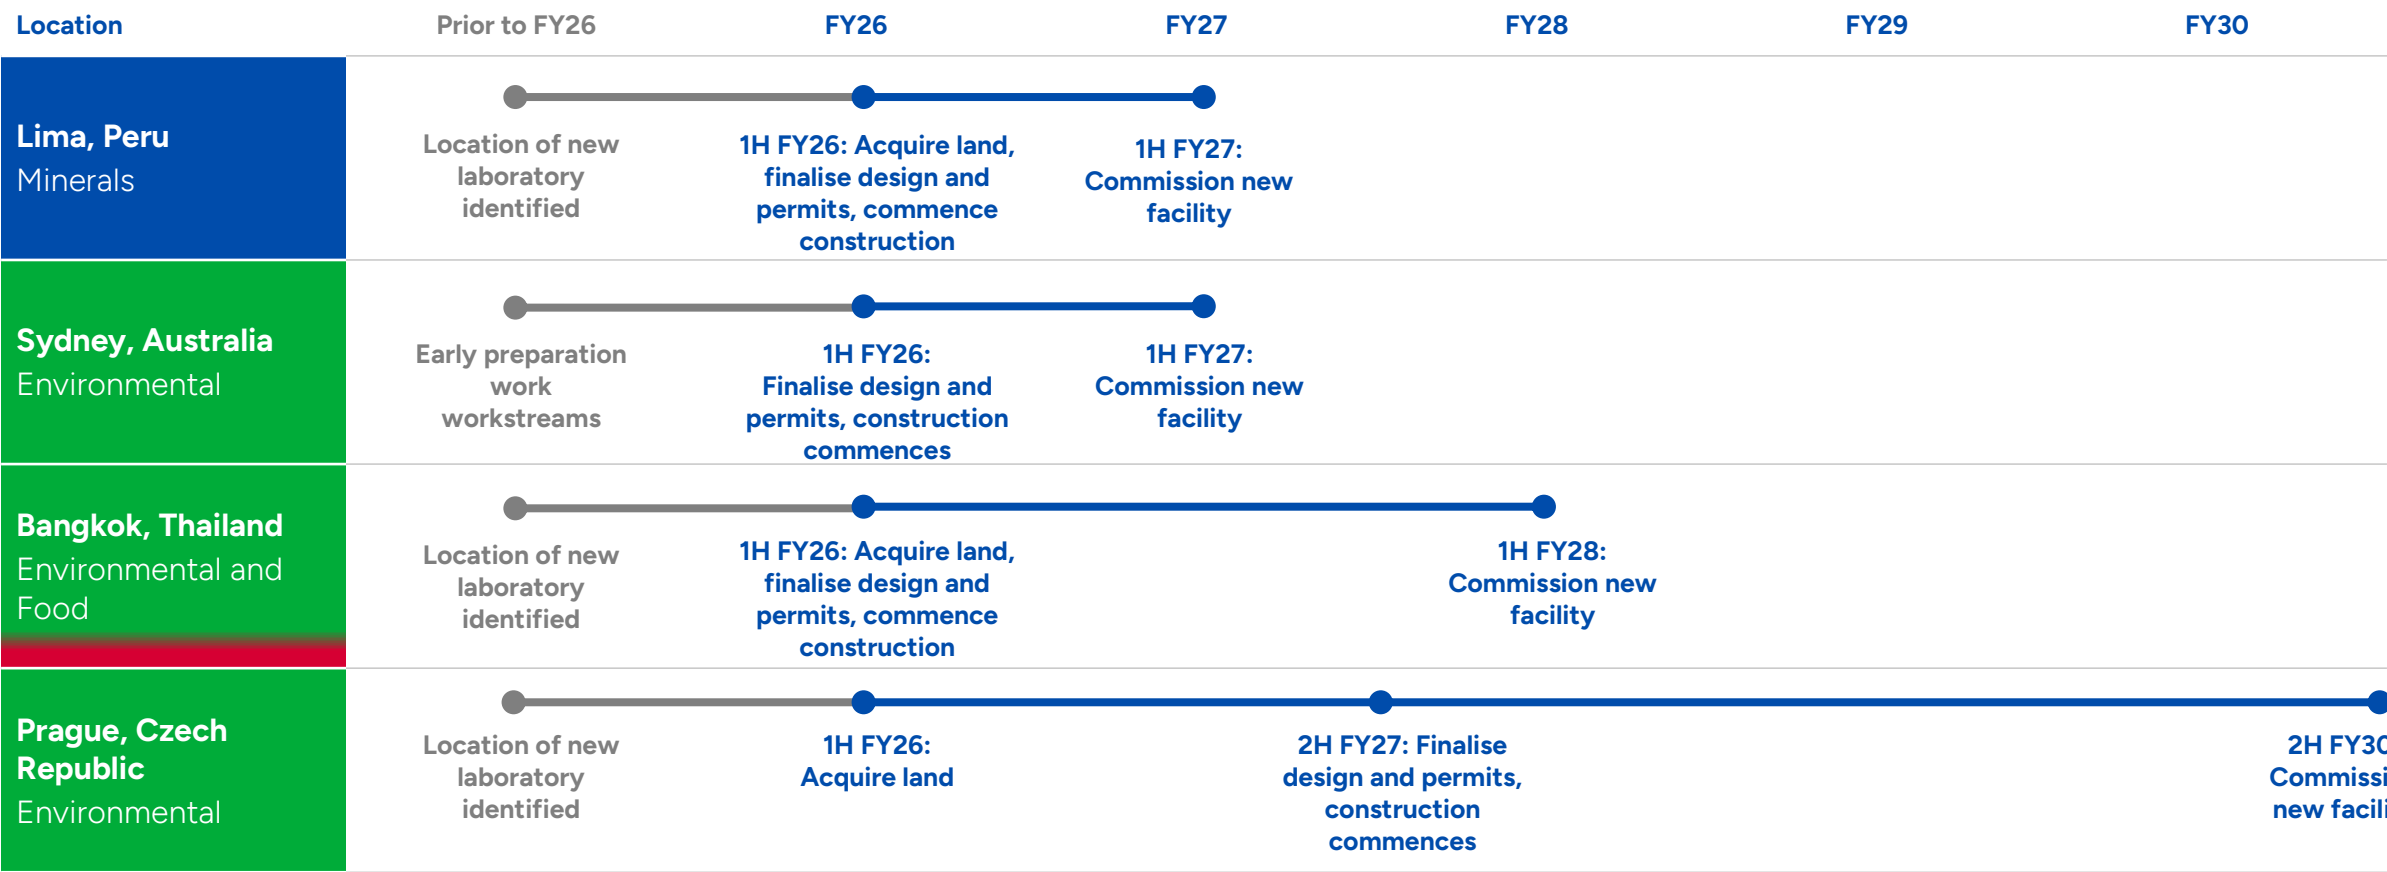 Location
Prior to FY26
FY26
FY27
FY28
FY29
FY30
Lima, Peru
Minerals
Location of new
laboratory
identified
1H FY26: Acquire land,
finalise design and
permits, commence
construction
1H FY27:
Commission new
facility
Sydney, Australia
Environmental
Early preparation
work
workstreams
1H FY26:
Finalise design and
permits, construction
commences
1H FY27:
Commission new
facility
Bangkok, Thailand
Environmental and
Food
Location of new
laboratory
identified
1H FY26: Acquire land,
finalise design and
permits, commence
construction
1H FY28:
Commission new
facility
Prague, Czech
Republic
Environmental
Location of new
laboratory
identified
1H FY26:
Acquire land
2H FY27: Finalise
design and permits,
construction
commences
2H FY30
new